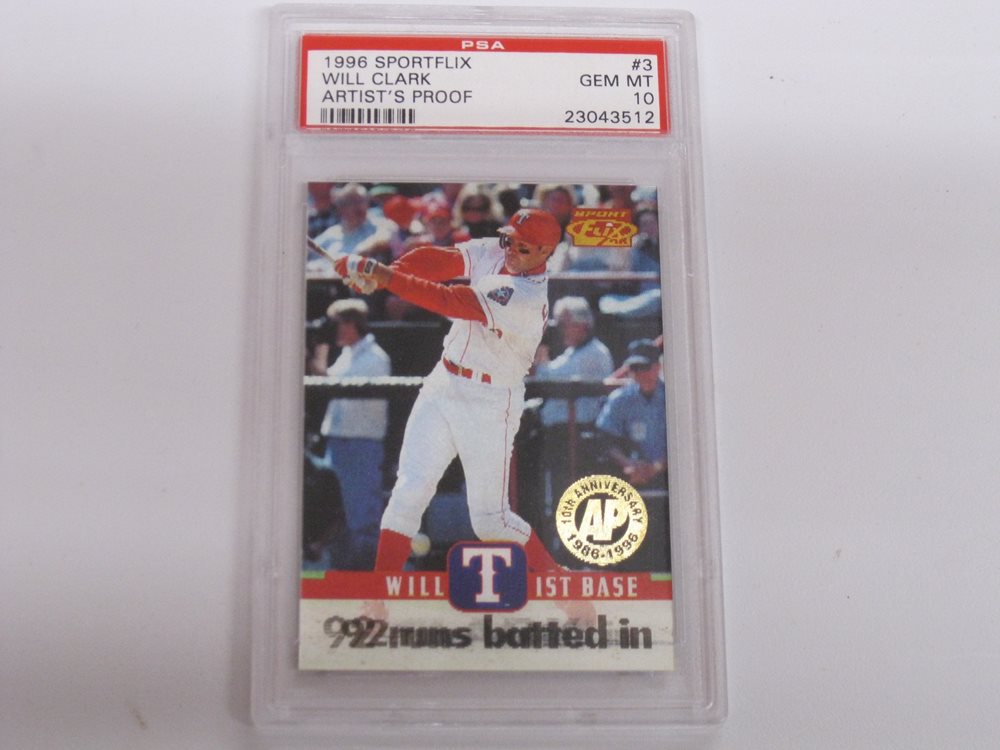 PSA
1996 SPORTFLIX #3
WILL CLARK GEM MT
ARTIST'S PROOF 10
23043512
SPORT
FLIX
T
10th ANNIVERSARY
AP
1986-1996
WILL T 1ST BASE
992 runs batted in